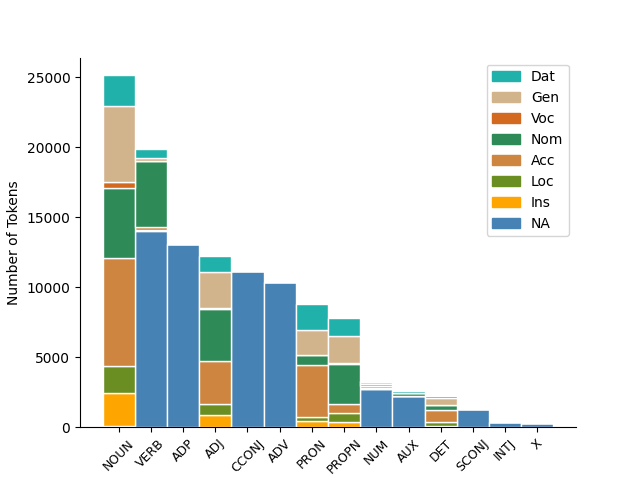 25000
20000
15000
10000
5000
0
Number of Tokens
Dat
Gen
Voc
Nom
Acc
Loc
Ins
NA
NOUN
VERB
ADP
ADJ
CCONJ
ADV
PRON
PROPN
NUM
AUX
DET
SCONJ
INTJ
X